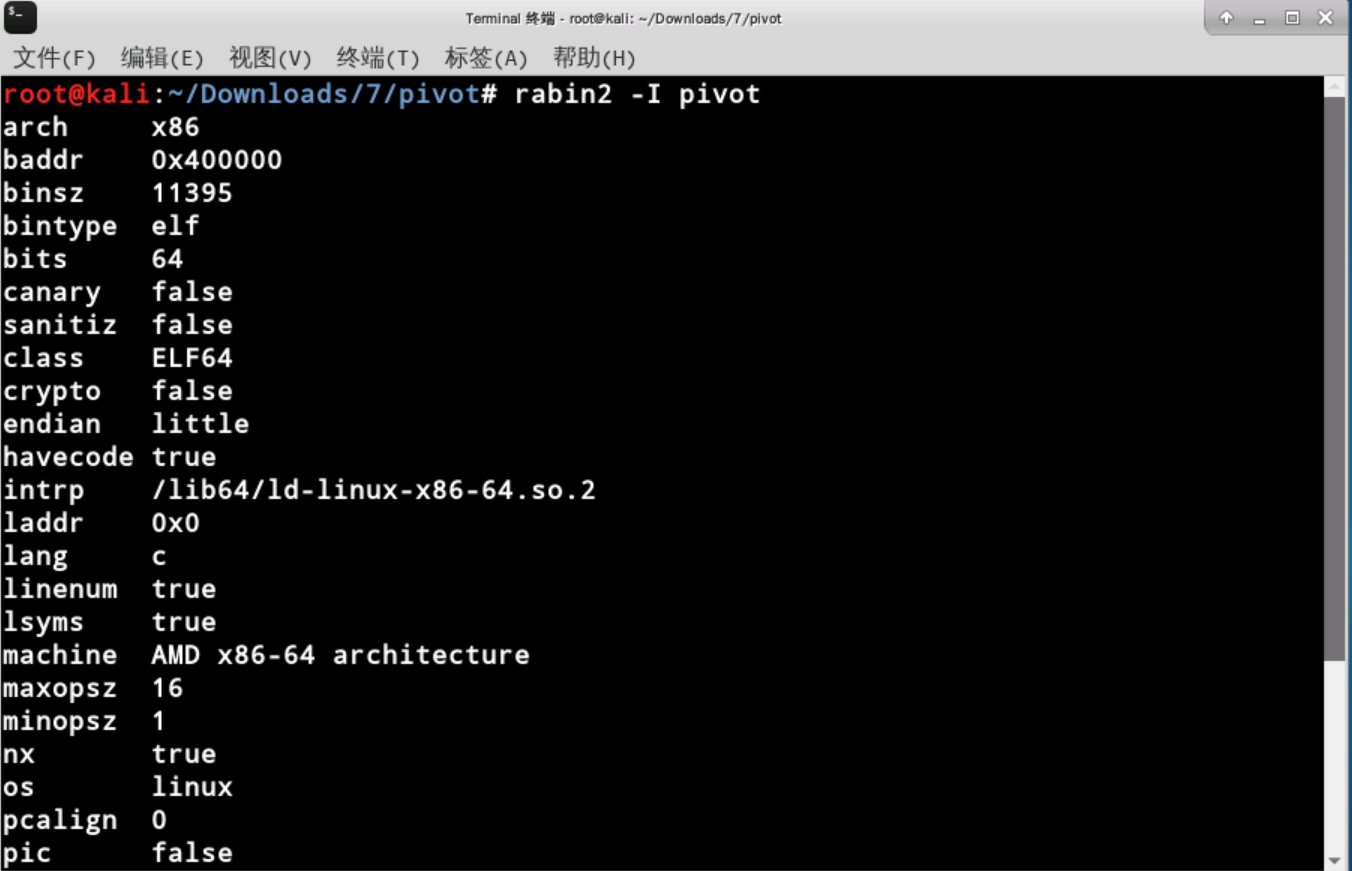 Terminal 终端 - root@kali: ~/Downloads/7/pivot
文件(F) 编辑(E) 视图(V) 终端(T) 标签(A) 帮助(H)
root@kali:~/Downloads/7/pivot# rabin2 -I pivot
arch x86
baddr 0x400000
binsz 11395
bintype elf
bits 64
canary false
sanitiz false
class ELF64
crypto false
endian little
havecode true
intrp /lib64/ld-linux-x86-64.so.2
laddr 0x0
lang c
linenum true
lsyms true
machine AMD x86-64 architecture
maxopsz 16
minopsz 1
nx true
os linux
pcalign 0
pic false